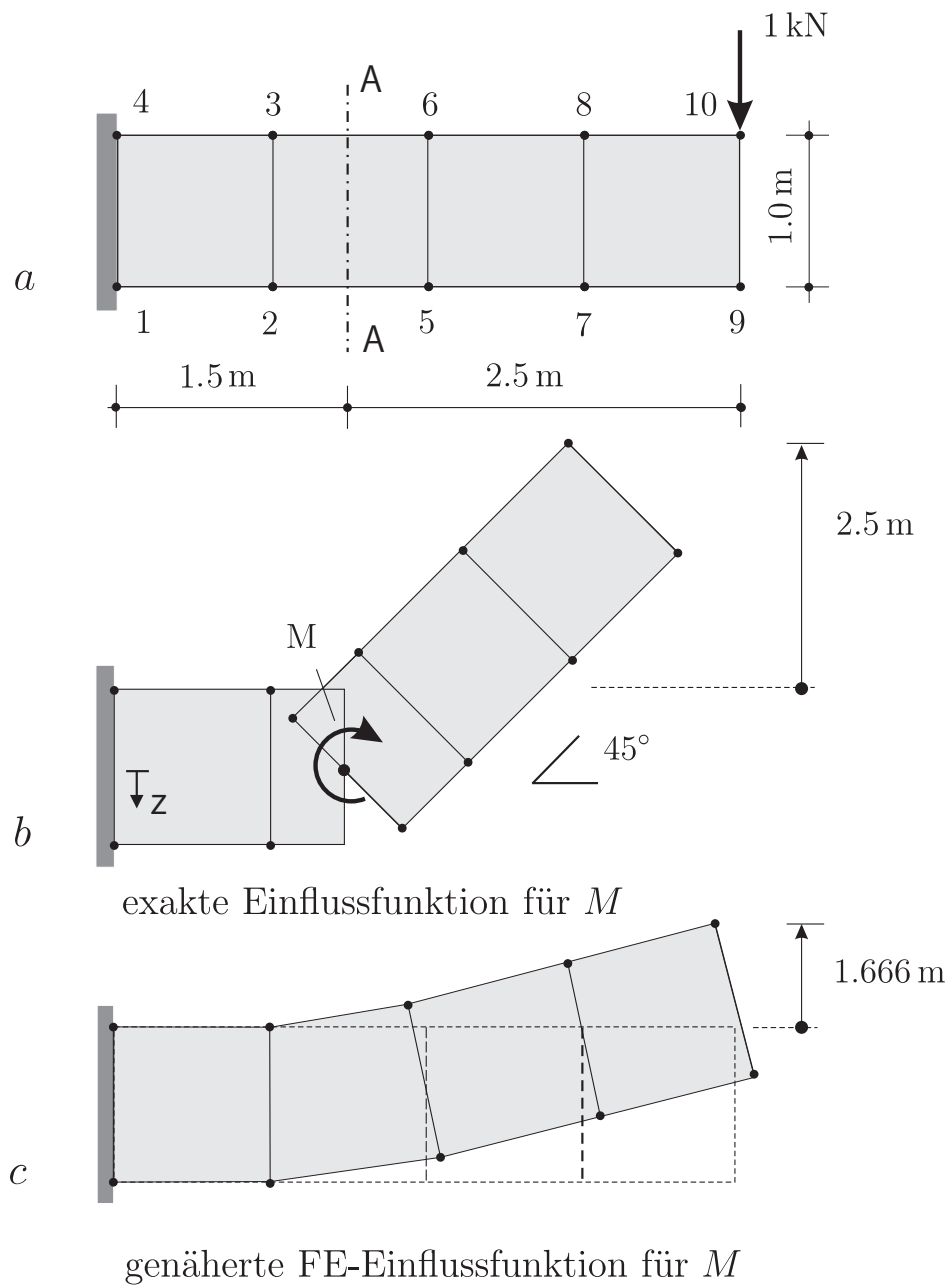 1 kN
A
4 3 6 8 10
1.0 m
a
1 2 5 7 9
A
1.5 m 2.5 m
2.5 m
M
45°
z
b
exakte Einflussfunktion für M
1.666 m
c
genäherte FE-Einflussfunktion für M